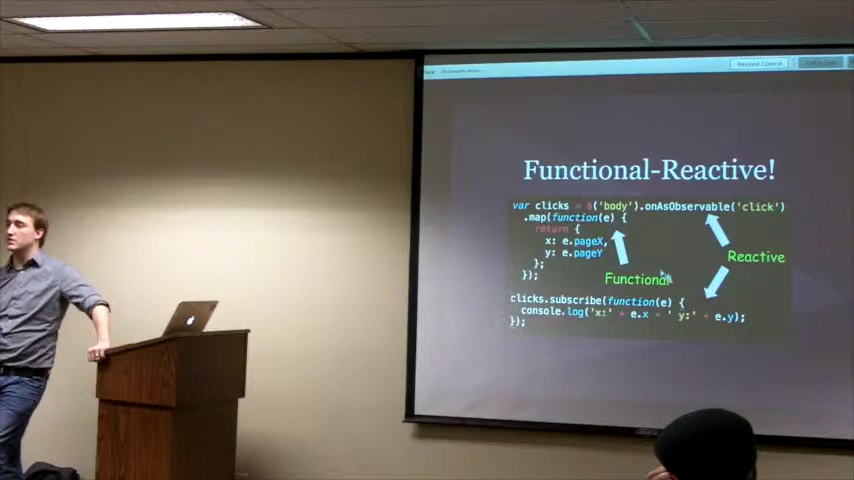 Functional-Reactive!
var clicks = $('body').onAsObservable('click')
.map(function(e) {
return {
x: e.pageX,
y: e.pageY
};
});
Functional
Reactive
clicks.subscribe(function(e) {
console.log('x:' + e.x + ' y:' + e.y);
});